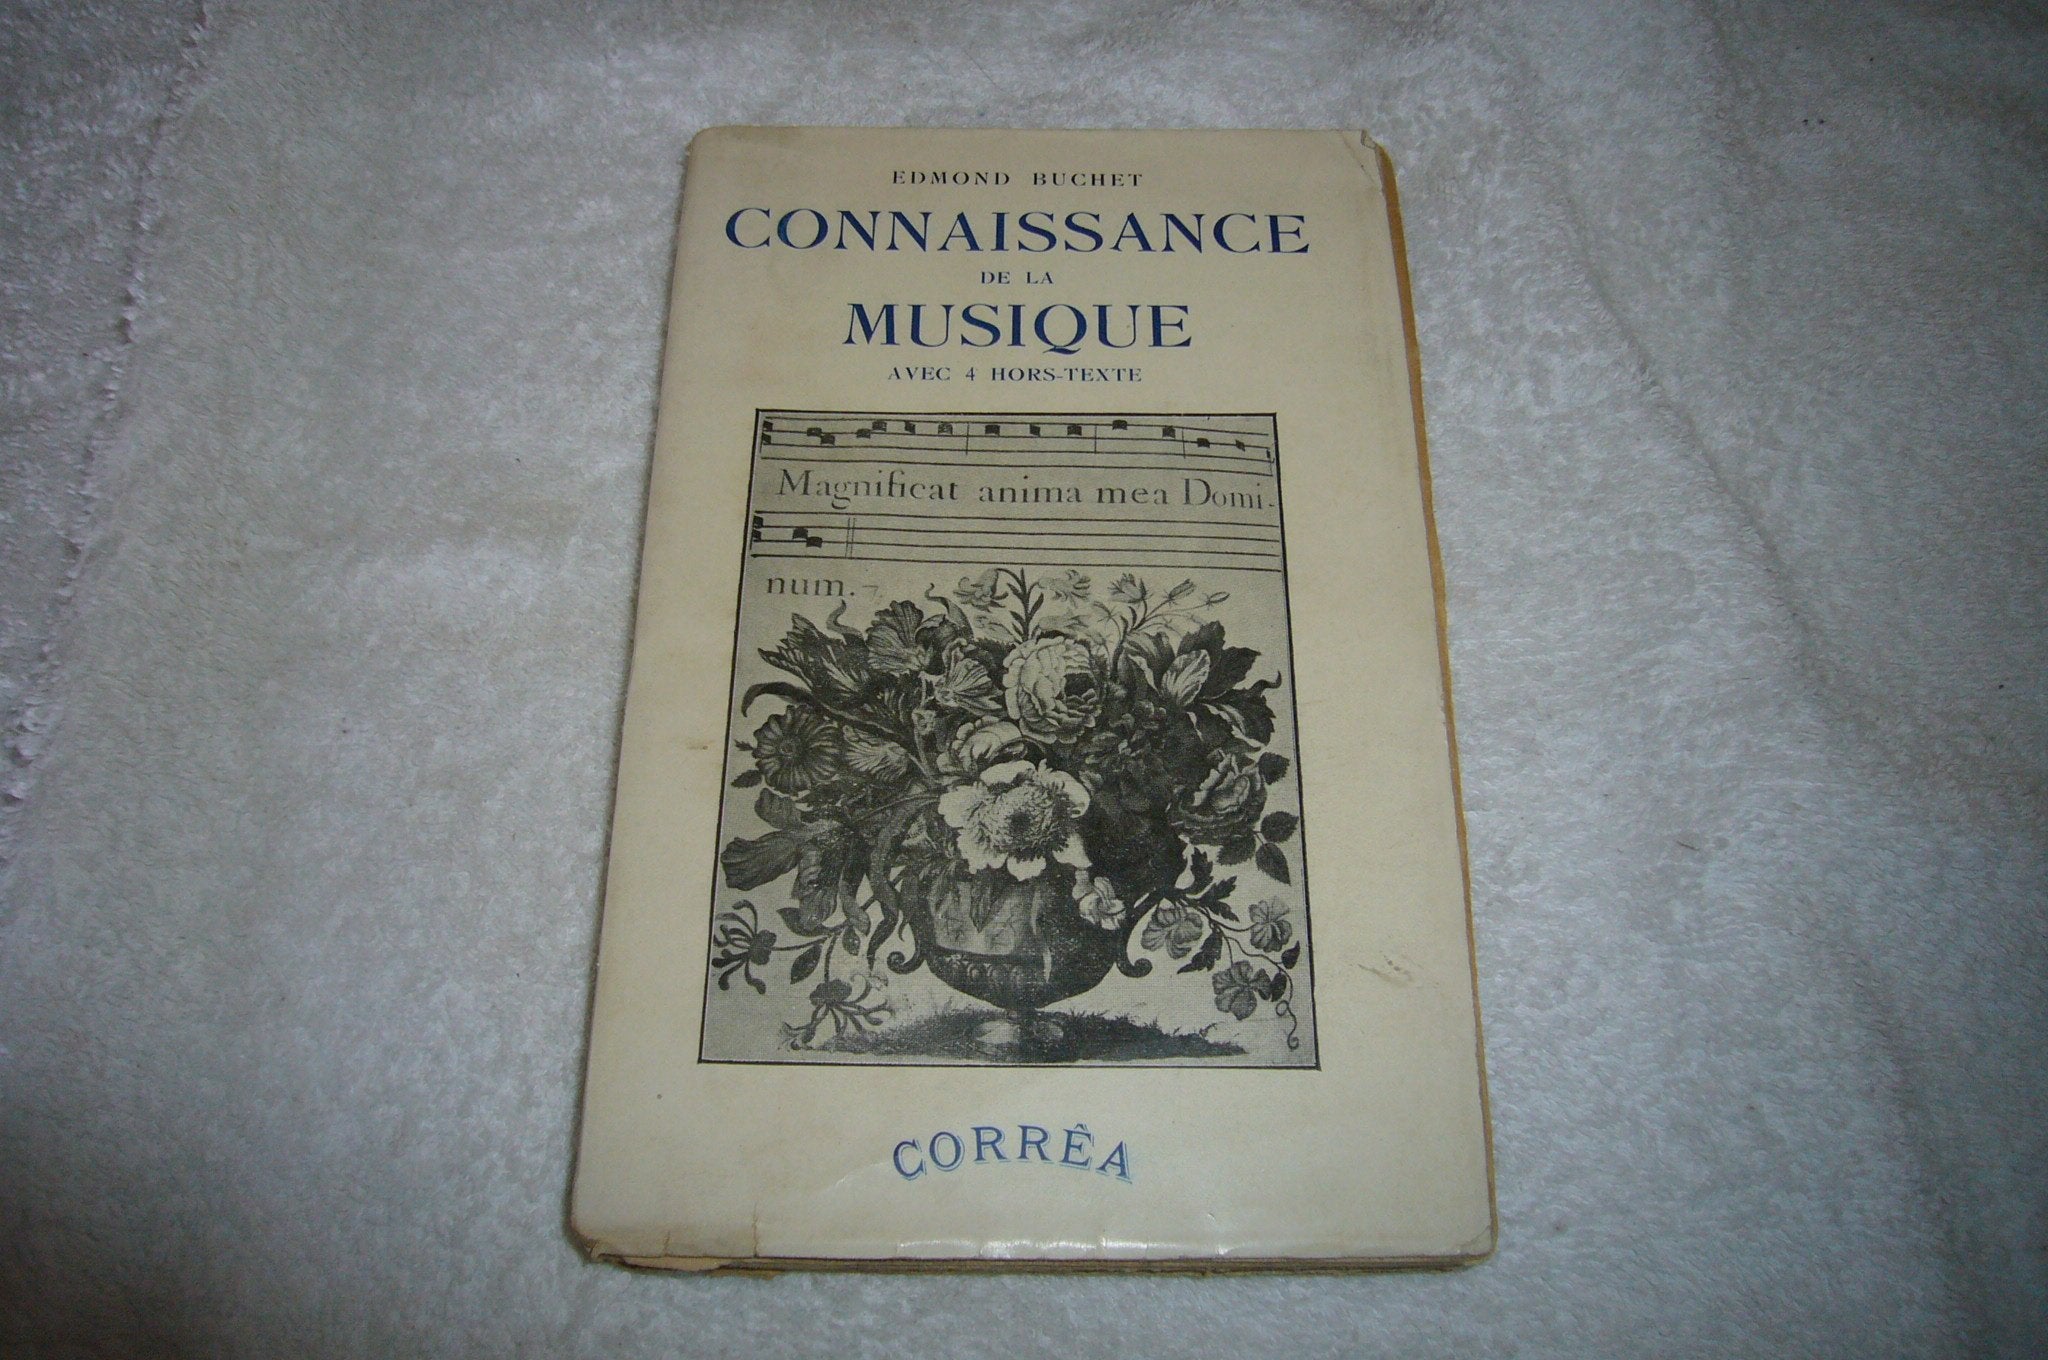 EDMOND BUCHET
CONNAISSANCE
DE LA
MUSIQUE
AVEC 4 HORS-TEXTE
Magnificat anima mea Domi-
num.
CORRÊA